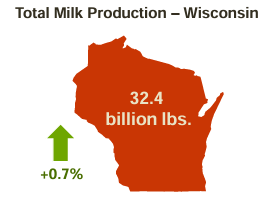 Total Milk Production – Wisconsin
32.4
billion lbs.
+0.7%